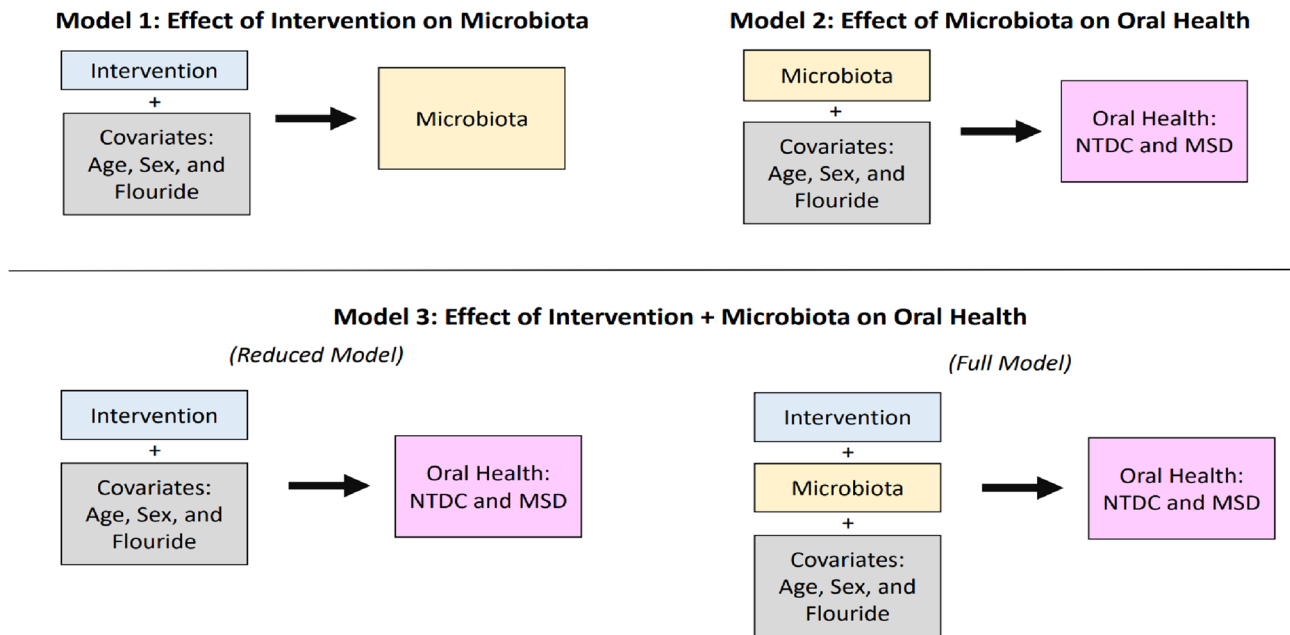 Model 1: Effect of Intervention on Microbiota
Intervention
+
Covariates:
Age, Sex, and
Flouride
Microbiota
Model 2: Effect of Microbiota on Oral Health
Microbiota
+
Covariates:
Age, Sex, and
Flouride
Oral Health:
NTDC and MSD
Model 3: Effect of Intervention + Microbiota on Oral Health
(Reduced Model)
Intervention
+
Covariates:
Age, Sex, and
Flouride
Oral Health:
NTDC and MSD
(Full Model)
Intervention
+
Microbiota
+
Covariates:
Age, Sex, and
Flouride
Oral Health:
NTDC and MSD